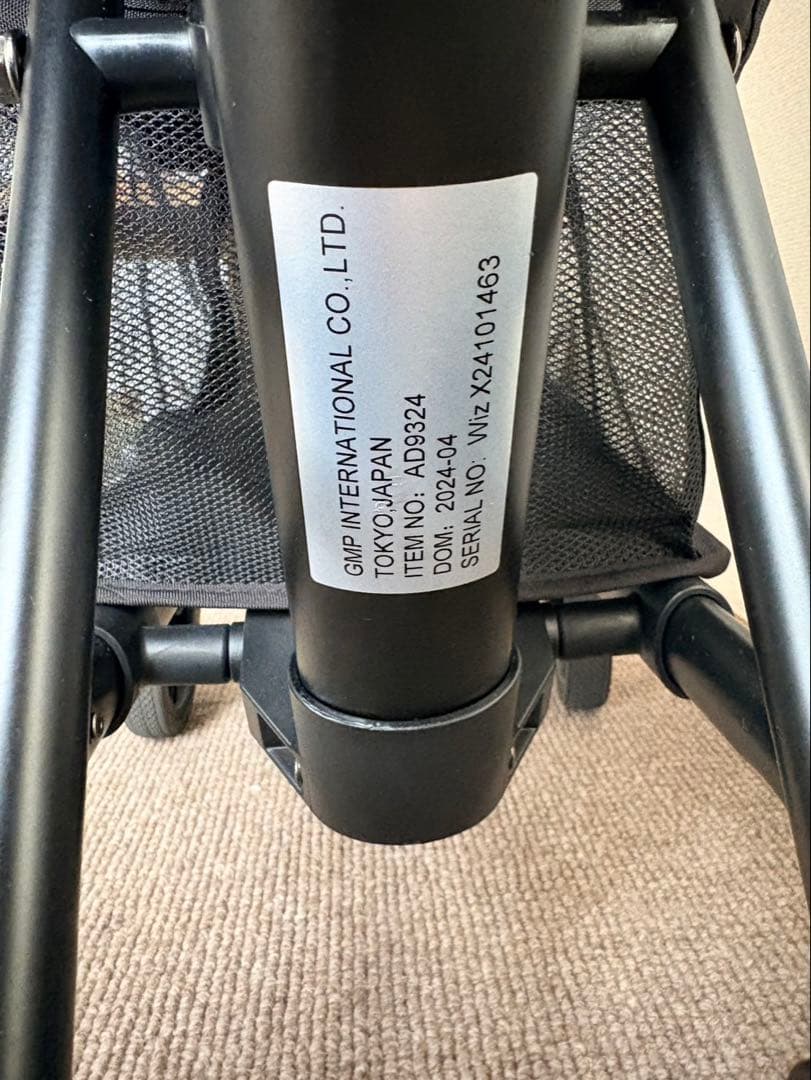 GMP INTERNATIONAL CO.,LTD.
TOKYO,JAPAN
ITEM NO: AD9324
DOM: 2024-04
SERIAL NO: Wiz X24101463